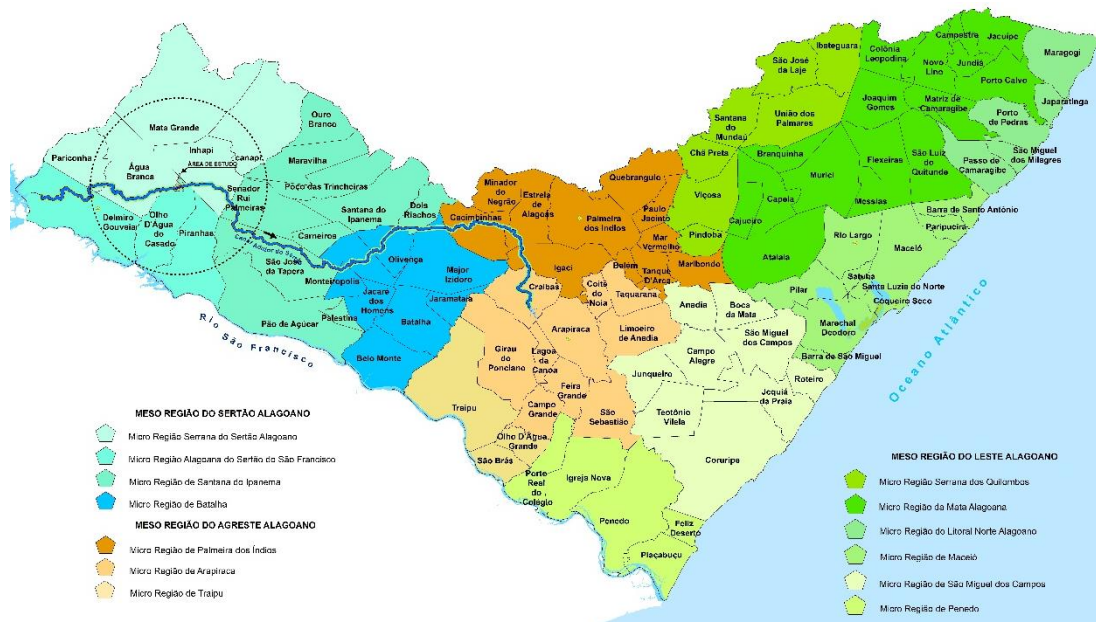 Ibateguara
São José
da Laje
Colônia
Leopodina
Campestre
Jacuípe
Novo
Lino
Jundiá
Maragogi
Porto Calvo
Japaratinga
Joaquim
Gomes
Matriz de
Camaragibe
Porto
de Pedras
União dos
Palmares
Santana
do
Mundaú
São Miguel
dos Milagres
Passo de
Camaragibe
São Luiz
do
Quitunde
Flexeiras
Branquinha
Chã Preta
Murici
Messias
Capela
Cajueiro
Viçosa
Pindoba
Atalaia
Barra de Santo Antônio
Paripueira
Rio Largo
Maceió
Satuba
Santa Luzia do Norte
Coqueiro Seco
Pilar
Marechal
Deodoro
Barra de São Miguel
Mata Grande
Ouro
Branco
Pariconha
Inhapi
canapi
ÁREA DE ESTUDO
Água
Branca
Maravilha
Senador
Rui
Palmeiras
Poço das Trincheiras
Delmiro
Gouveia
Olho
D'Água
do
Casado
Piranhas
Santana do
Ipanema
Dois
Riachos
Carneiros
São José
da Tapera
Monteiropolis
Olivença
Major
Izidoro
Jacaré
dos
Homens
Jaramataia
Palestina
Pão de Açúcar
Batalha
Belo Monte
Minador
do
Negrão
Estrela
de
Alagoas
Quebrangulo
Cacimbinhas
Palmeira
dos Indios
Paulo
Jacinto
Mar
Vermelho
Igaci
Belém
Tanque
D'Arca
Maribondo
Craíbas
Coité
do
Noia
Taquarana
Arapiraca
Limoeiro
de Anadia
Anadia
Boca
da Mata
São Miguel
dos Campos
Campo
Alegre
Junqueiro
Roteiro
Jequiá
da Praia
Teotônio
Vilela
Coruripe
Girau
do
Ponciano
Lagoa
da
Canoa
Feira
Grande
Campo
Grande
São
Sebastião
Traipu
Olho D'Água
Grande
São Brás
Porto
Real
do
Colégio
Igreja Nova
Penedo
Feliz
Deserto
Piaçabuçu
Rio São Francisco
Oceano Atlântico
MESO REGIÃO DO SERTÃO ALAGOANO
Micro Região Serrana do Sertão Alagoano
Micro Região Alagoana do Sertão do São Francisco
Micro Região de Santana do Ipanema
Micro Região de Batalha
MESO REGIÃO DO AGRESTE ALAGOANO
Micro Região de Palmeira dos Índios
Micro Região de Arapiraca
Micro Região de Traipu
MESO REGIÃO DO LESTE ALAGOANO
Micro Região Serrana dos Quilombos
Micro Região da Mata Alagoana
Micro Região do Litoral Norte Alagoano
Micro Região de Maceió
Micro Região de São Miguel dos Campos
Micro Região de Penedo